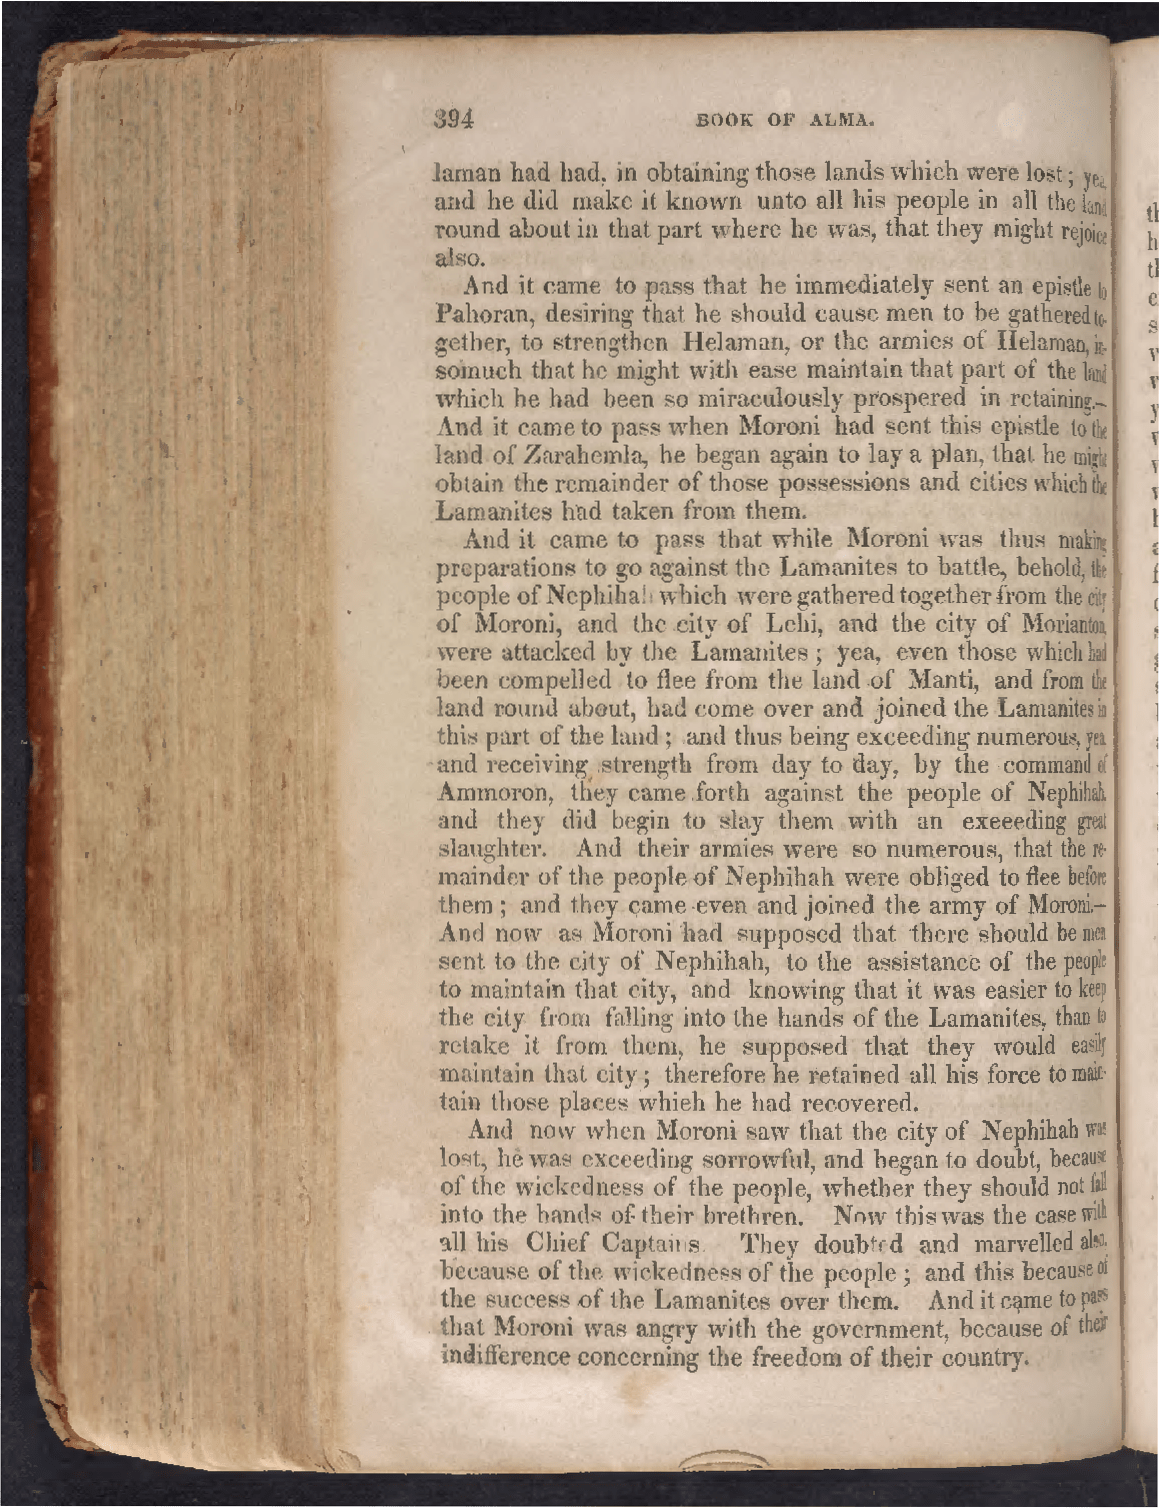 394 BOOK OF ALMA.
laman had had, in obtaining those lands which were lost; yea,
and he did make it known unto all his people in all the land
round about in that part where he was, that they might rejoice
also.
And it came to pass that he immediately sent an epistle to
Pahoran, desiring that he should cause men to be gathered to-
gether, to strengthen Helaman, or the armies of Helaman, in-
somuch that he might with ease maintain that part of the land
which he had been so miraculously prospered in retaining.—
And it came to pass when Moroni had sent this epistle to the
land of Zarahemla, he began again to lay a plan, that he might
obtain the remainder of those possessions and cities which the
Lamanites had taken from them.
And it came to pass that while Moroni was thus making
preparations to go against the Lamanites to battle, behold, the
people of Nephihah which were gathered together from the city
of Moroni, and the city of Lehi, and the city of Morianton,
were attacked by the Lamanites; yea, even those which had
been compelled to flee from the land of Manti, and from the
land round about, had come over and joined the Lamanites in
this part of the land; and thus being exceeding numerous, yea
and receiving strength from day to day, by the command of
Ammoron, they came forth against the people of Nephihah,
and they did begin to slay them with an exeeeding great
slaughter. And their armies were so numerous, that the re-
mainder of the people of Nephihah were obliged to flee before
them; and they came even and joined the army of Moroni.—
And now as Moroni had supposed that there should be men
sent to the city of Nephihah, to the assistance of the people
to maintain that city, and knowing that it was easier to keep
the city from falling into the hands of the Lamanites, than to
retake it from them, he supposed that they would easily
maintain that city; therefore he retained all his force to main-
tain those places which he had recovered.
And now when Moroni saw that the city of Nephihah was
lost, he was exceeding sorrowful, and began to doubt, because
of the wickedness of the people, whether they should not fall
into the hands of their brethren. Now this was the case with
all his Chief Captains. They doubted and marvelled also,
because of the wickedness of the people; and this because of
the success of the Lamanites over them. And it came to pass
that Moroni was angry with the government, because of their
indifference concerning the freedom of their country.